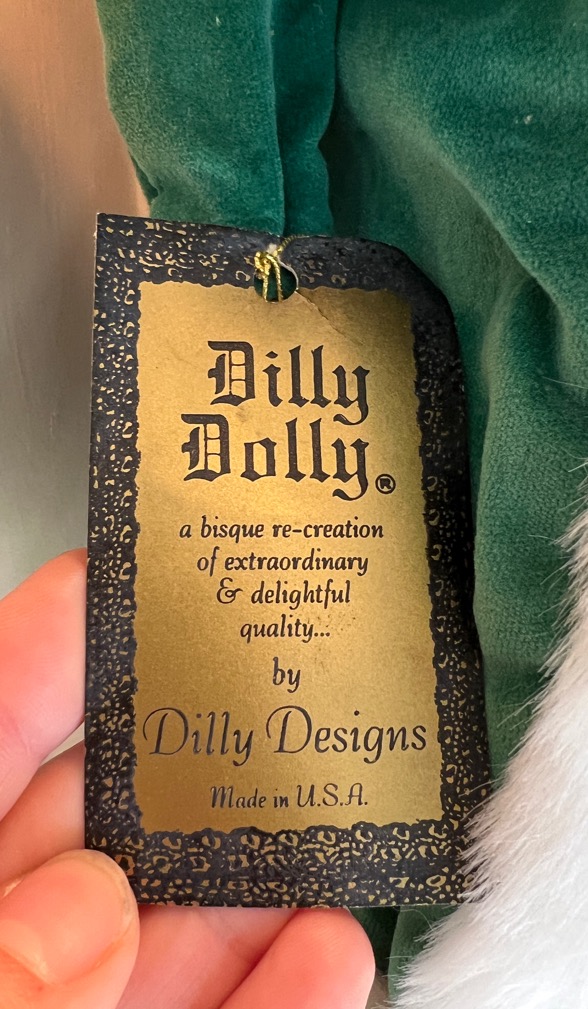 Dilly
Dolly®
a bisque re-creation
of extraordinary
& delightful
quality...
by
Dilly Designs
Made in U.S.A.